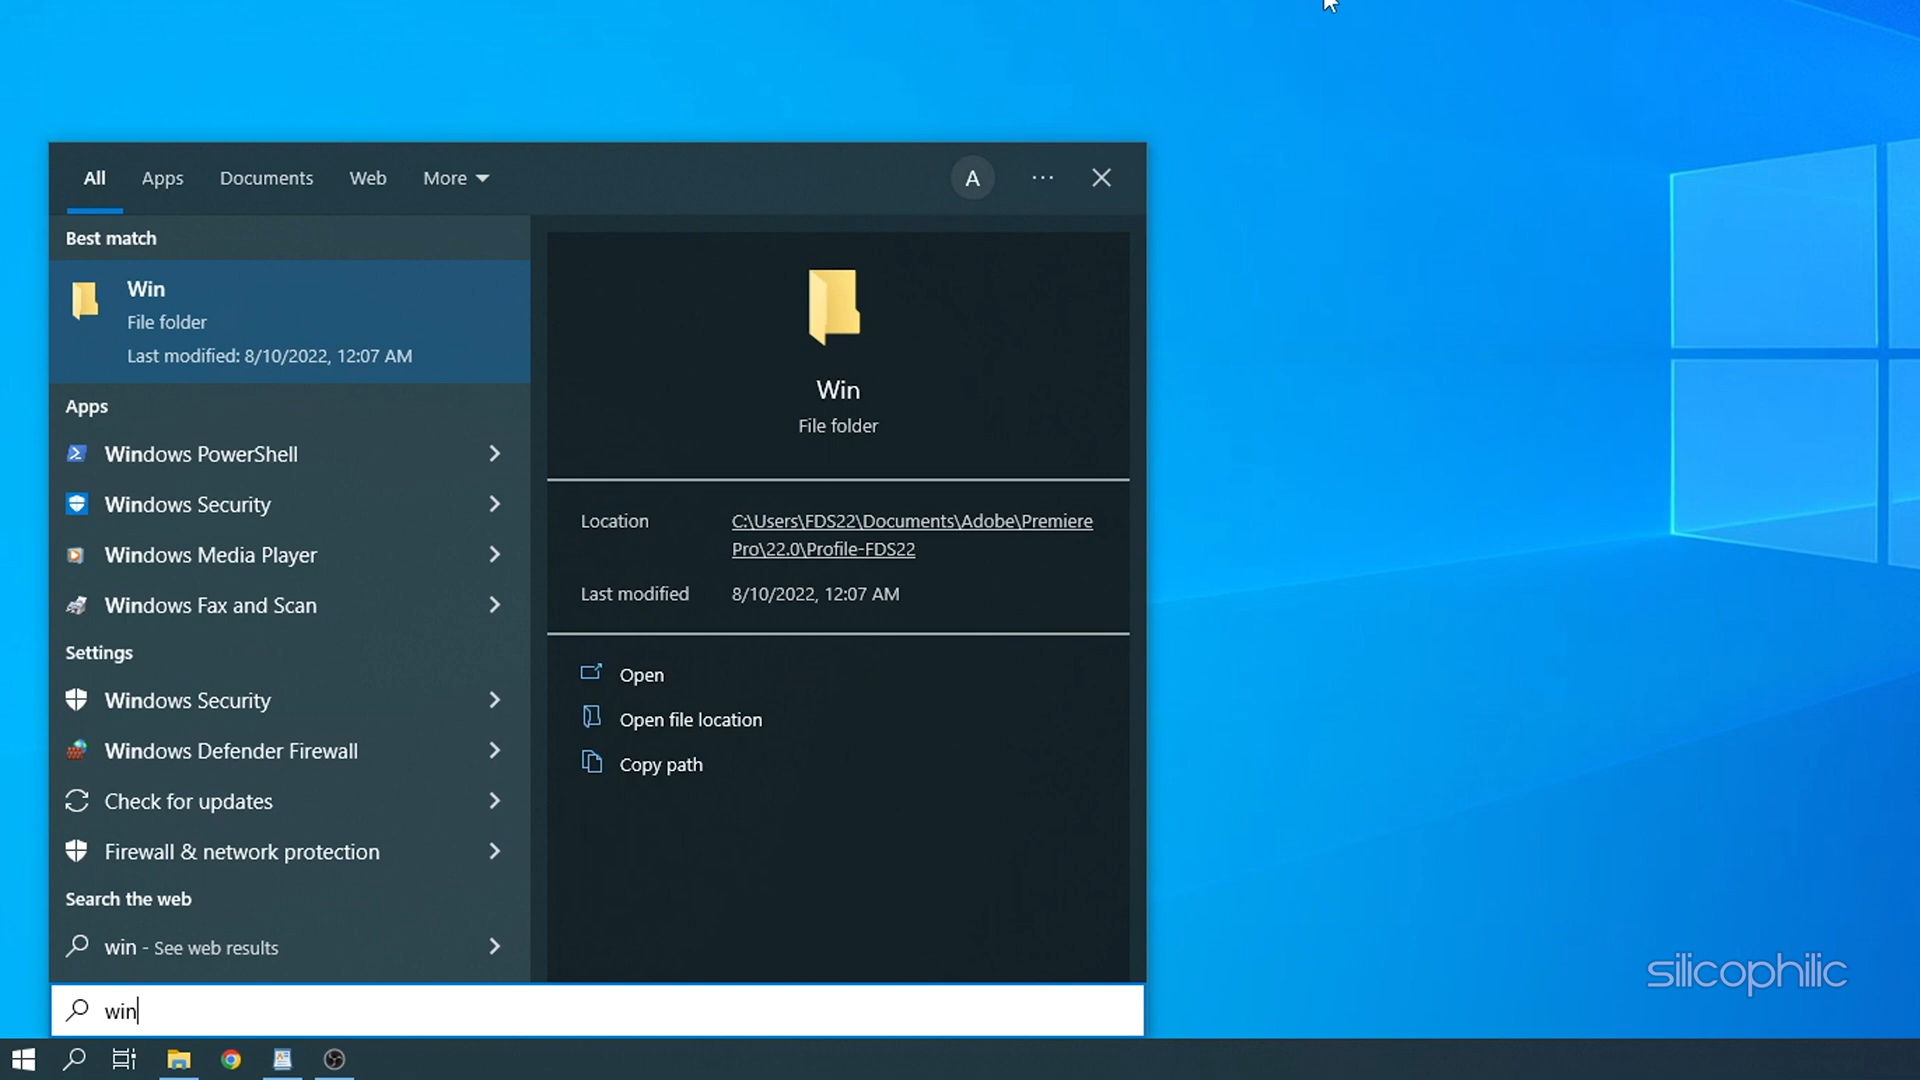 All Apps Documents Web More A
Best match
Win
File folder
Last modified: 8/10/2022, 12:07 AM
Apps
Windows PowerShell
Windows Security
Windows Media Player
Windows Fax and Scan
Settings
Windows Security
Windows Defender Firewall
Check for updates
Firewall & network protection
Search the web
win - See web results
win
Win
File folder
Location C:\Users\FDS22\Documents\Adobe\Premiere
Pro\22.0\Profile-FDS22
Last modified 8/10/2022, 12:07 AM
Open
Open file location
Copy path
silicophilic